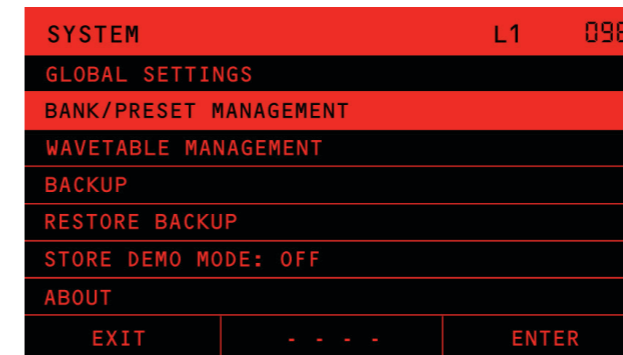 SYSTEM L1 098
GLOBAL SETTINGS
BANK/PRESET MANAGEMENT
WAVETABLE MANAGEMENT
BACKUP
RESTORE BACKUP
STORE DEMO MODE: OFF
ABOUT
EXIT - - - - ENTER